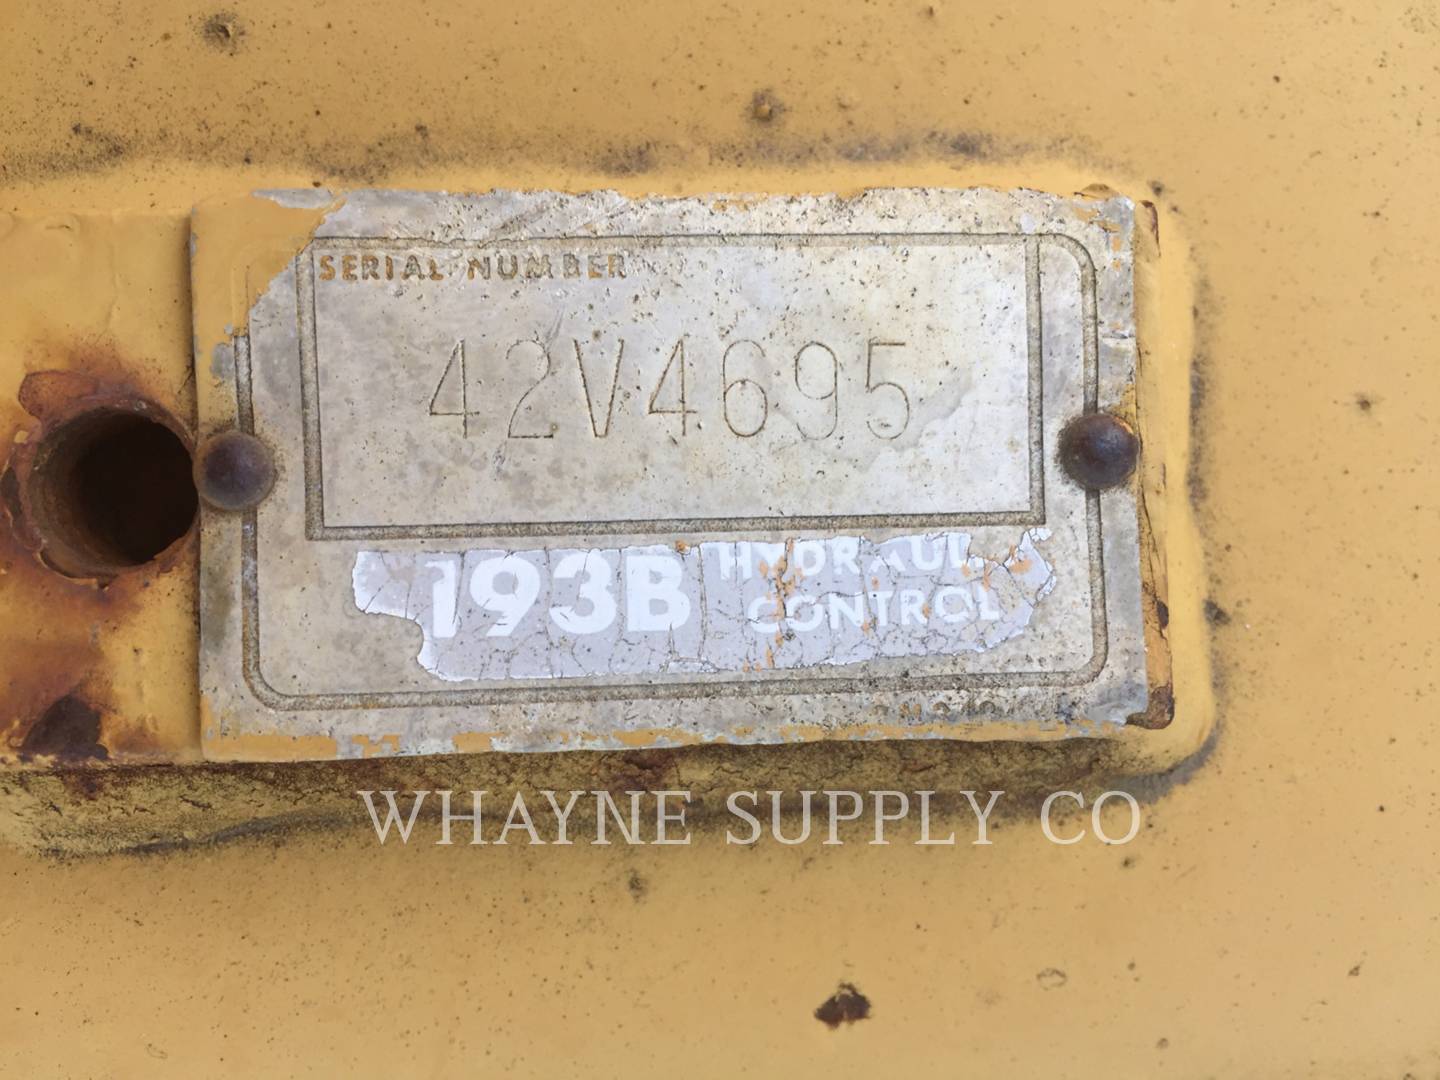 SERIAL NUMBER
42V4695
193B HYDRAULIC
CONTROL
WHAYNE SUPPLY CO